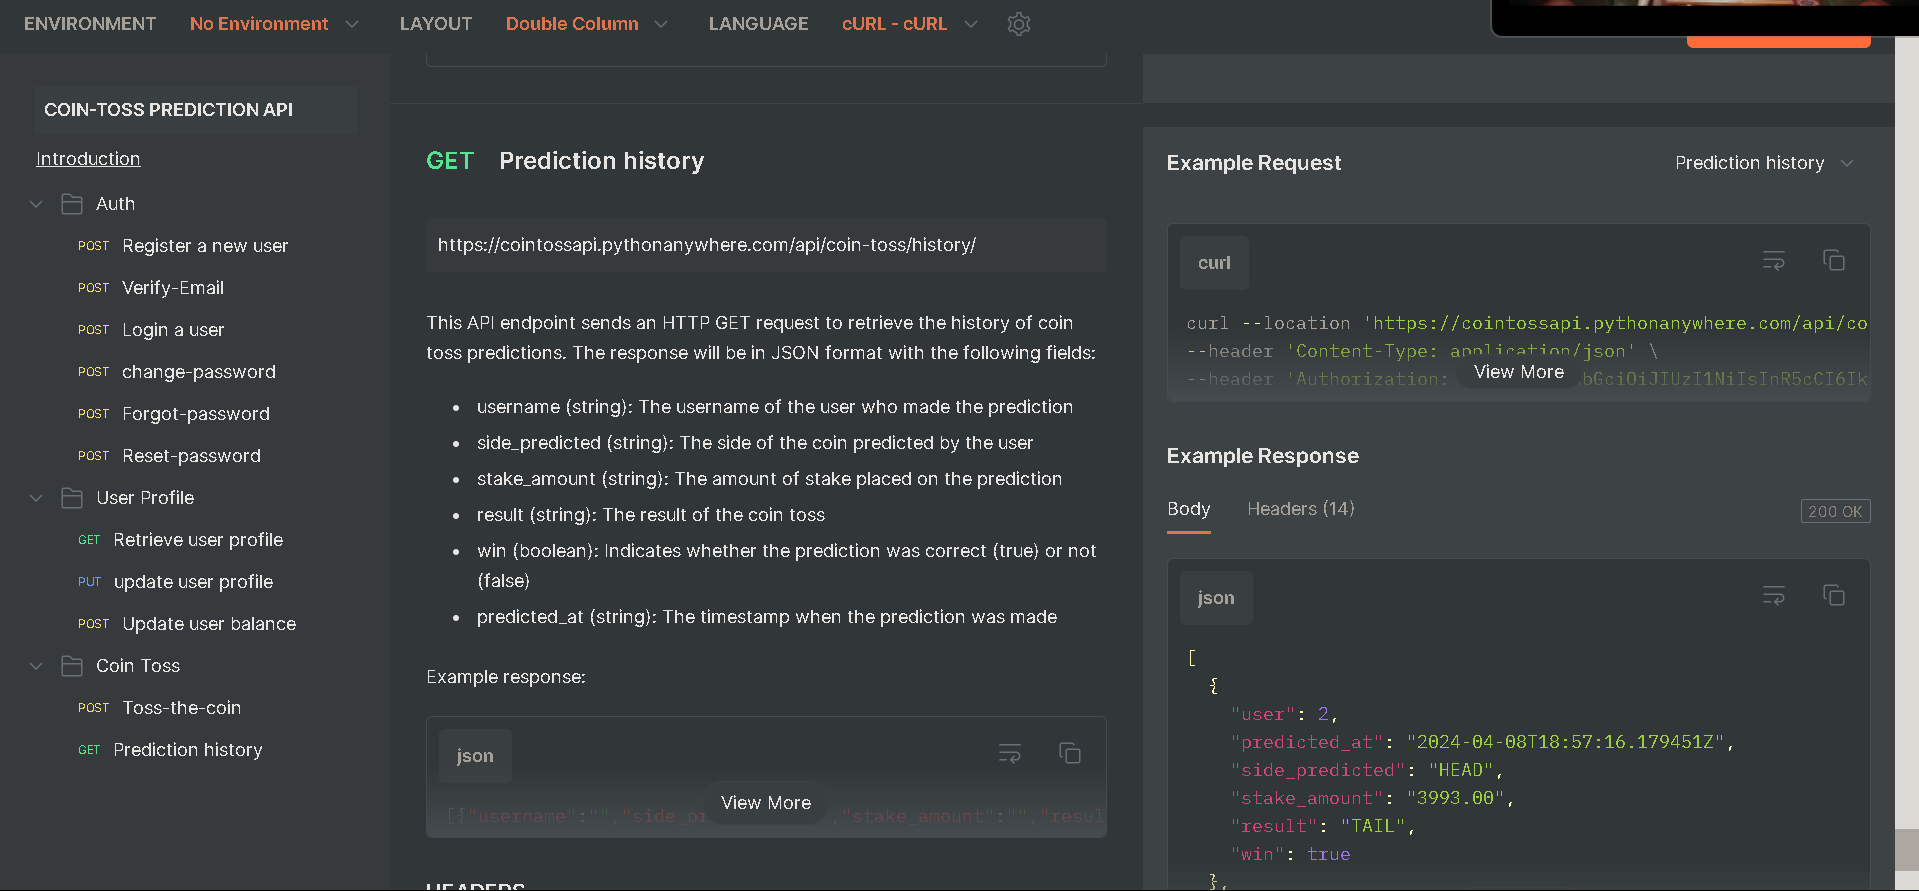 ENVIRONMENT No Environment LAYOUT Double Column LANGUAGE cURL - cURL
COIN-TOSS PREDICTION API
Introduction
Auth
POST Register a new user
POST Verify-Email
POST Login a user
POST change-password
POST Forgot-password
POST Reset-password
User Profile
GET Retrieve user profile
PUT update user profile
POST Update user balance
Coin Toss
POST Toss-the-coin
GET Prediction history
GET Prediction history
https://cointossapi.pythonanywhere.com/api/coin-toss/history/
This API endpoint sends an HTTP GET request to retrieve the history of coin
toss predictions. The response will be in JSON format with the following fields:
• username (string): The username of the user who made the prediction
• side_predicted (string): The side of the coin predicted by the user
• stake_amount (string): The amount of stake placed on the prediction
• result (string): The result of the coin toss
• win (boolean): Indicates whether the prediction was correct (true) or not
(false)
• predicted_at (string): The timestamp when the prediction was made
Example response:
json
View More
[{"username":"","side_pr ,"stake_amount":"","resul
HEADERS
Example Request Prediction history
curl
curl --location 'https://cointossapi.pythonanywhere.com/api/co
--header 'Content-Type: application/json' \
View More
--header 'Authorization: bGciOiJIUzI1NiIsInR5cCI6Ik
Example Response
Body Headers (14) 200 OK
json
[
{
"user": 2,
"predicted_at": "2024-04-08T18:57:16.179451Z",
"side_predicted": "HEAD",
"stake_amount": "3993.00",
"result": "TAIL",
"win": true
},